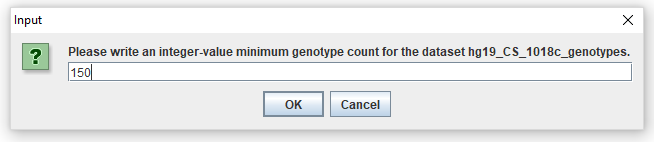 Input
Please write an integer-value minimum genotype count for the dataset hg19_CS_1018c_genotypes.
150
OK Cancel